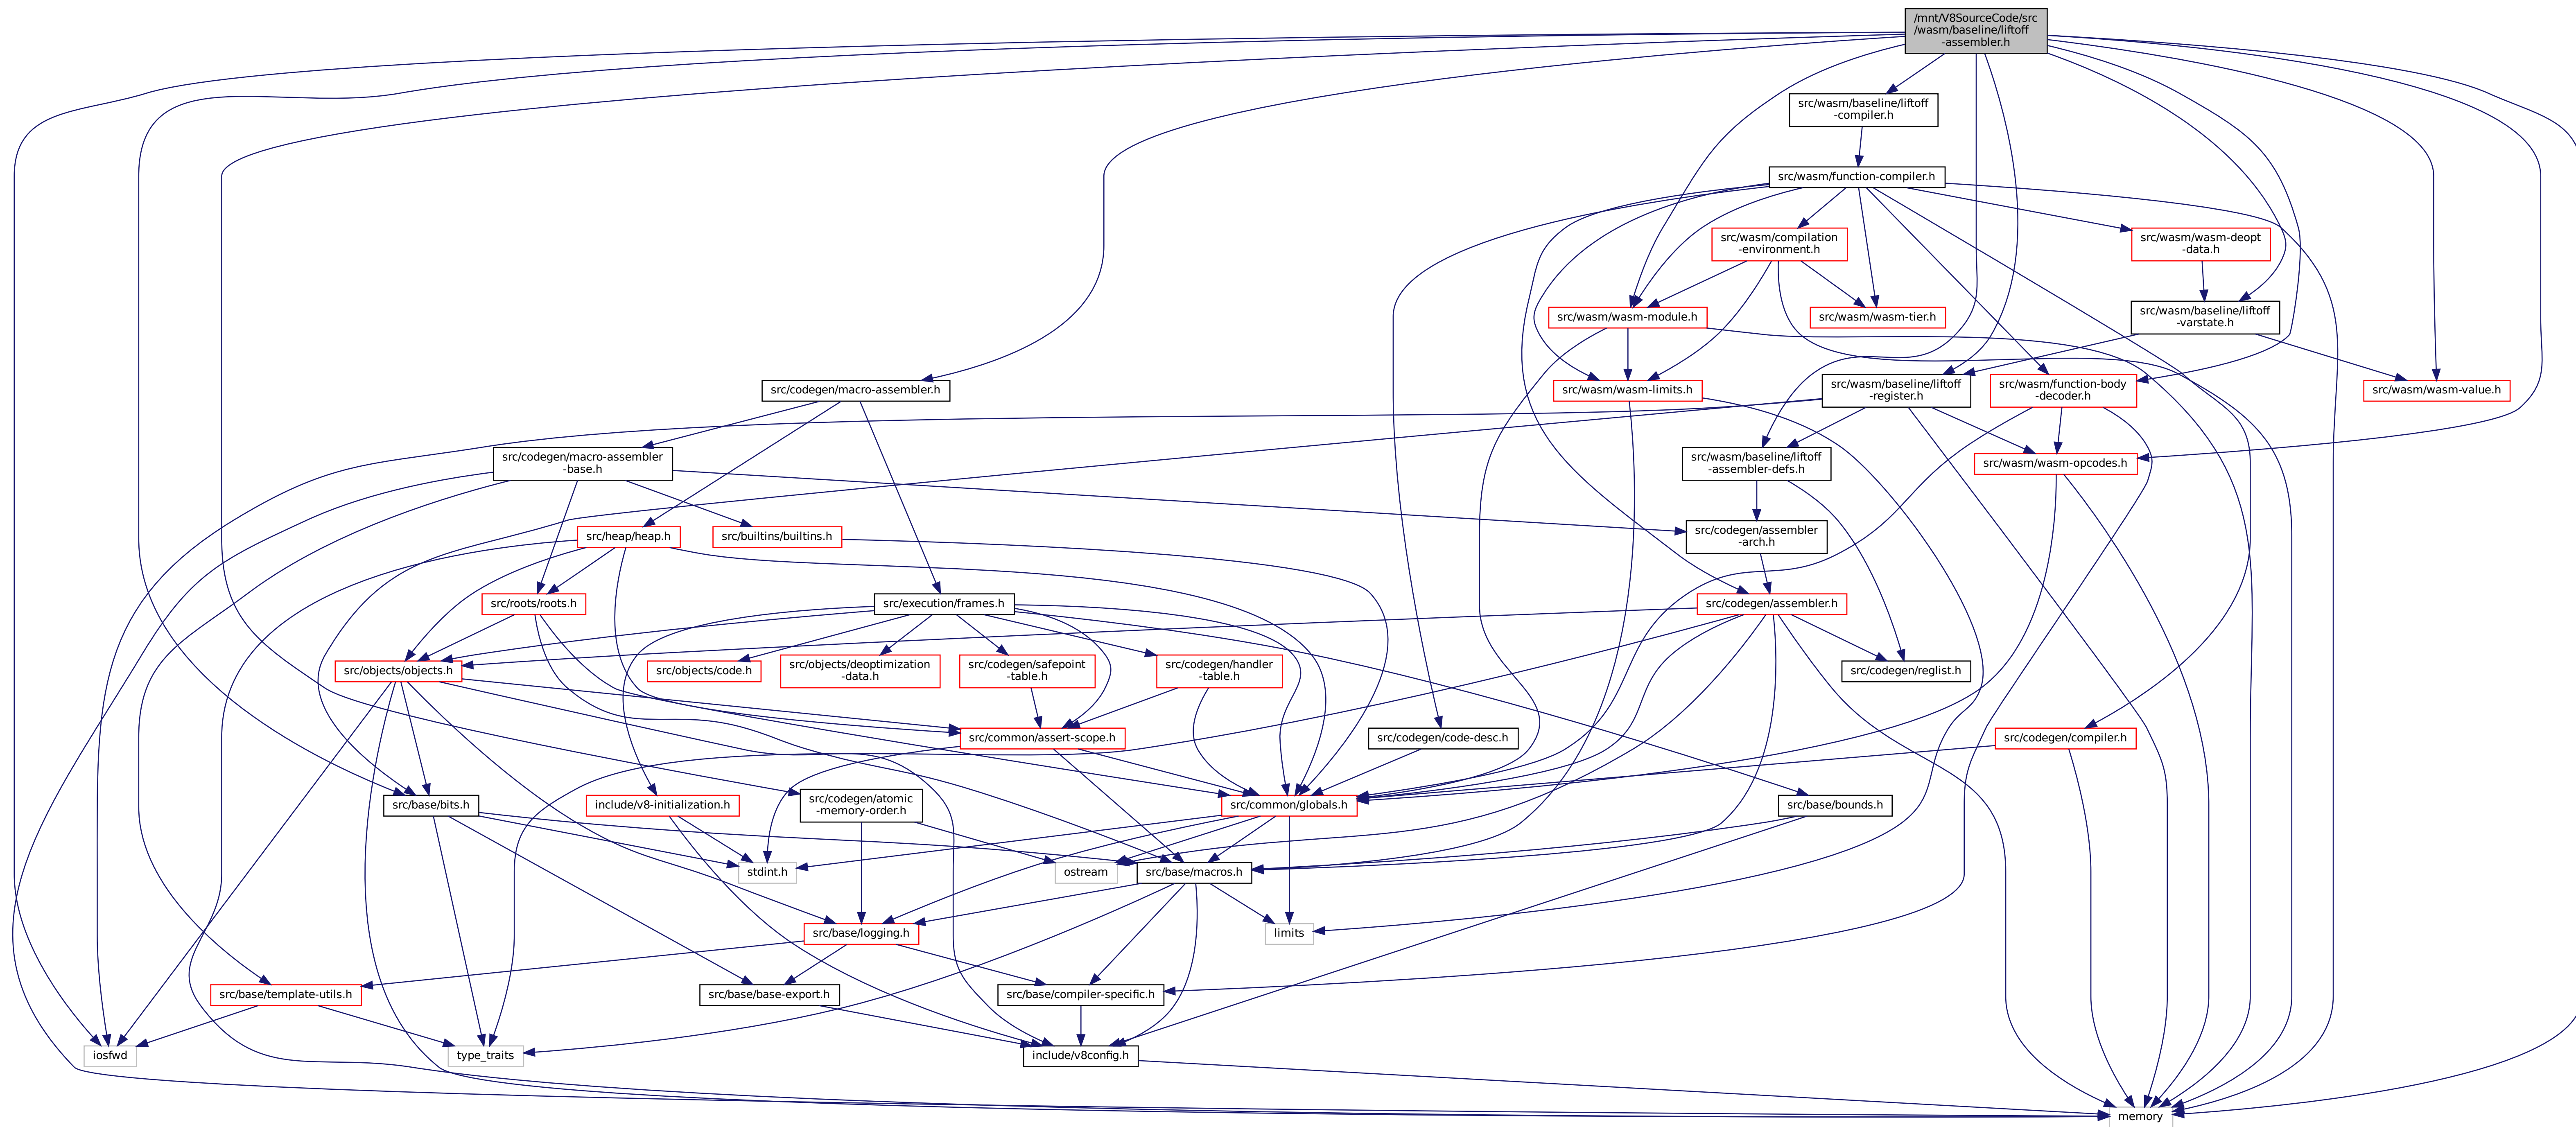 /mnt/V8SourceCode/src
/wasm/baseline/liftoff
-assembler.h
src/wasm/baseline/liftoff
-compiler.h
src/wasm/function-compiler.h
src/wasm/compilation
-environment.h
src/wasm/wasm-deopt
-data.h
src/wasm/wasm-module.h
src/wasm/wasm-tier.h
src/wasm/baseline/liftoff
-varstate.h
src/codegen/macro-assembler.h
src/wasm/wasm-limits.h
src/wasm/baseline/liftoff
-register.h
src/wasm/function-body
-decoder.h
src/wasm/wasm-value.h
src/codegen/macro-assembler
-base.h
src/wasm/baseline/liftoff
-assembler-defs.h
src/wasm/wasm-opcodes.h
src/heap/heap.h
src/builtins/builtins.h
src/codegen/assembler
-arch.h
src/roots/roots.h
src/execution/frames.h
src/codegen/assembler.h
src/objects/objects.h
src/objects/code.h
src/objects/deoptimization
-data.h
src/codegen/safepoint
-table.h
src/codegen/handler
-table.h
src/codegen/reglist.h
src/common/assert-scope.h
src/codegen/code-desc.h
src/codegen/compiler.h
src/base/bits.h
include/v8-initialization.h
src/codegen/atomic
-memory-order.h
src/common/globals.h
src/base/bounds.h
stdint.h
ostream
src/base/macros.h
src/base/logging.h
limits
src/base/template-utils.h
src/base/base-export.h
src/base/compiler-specific.h
iosfwd
type_traits
include/v8config.h
memory